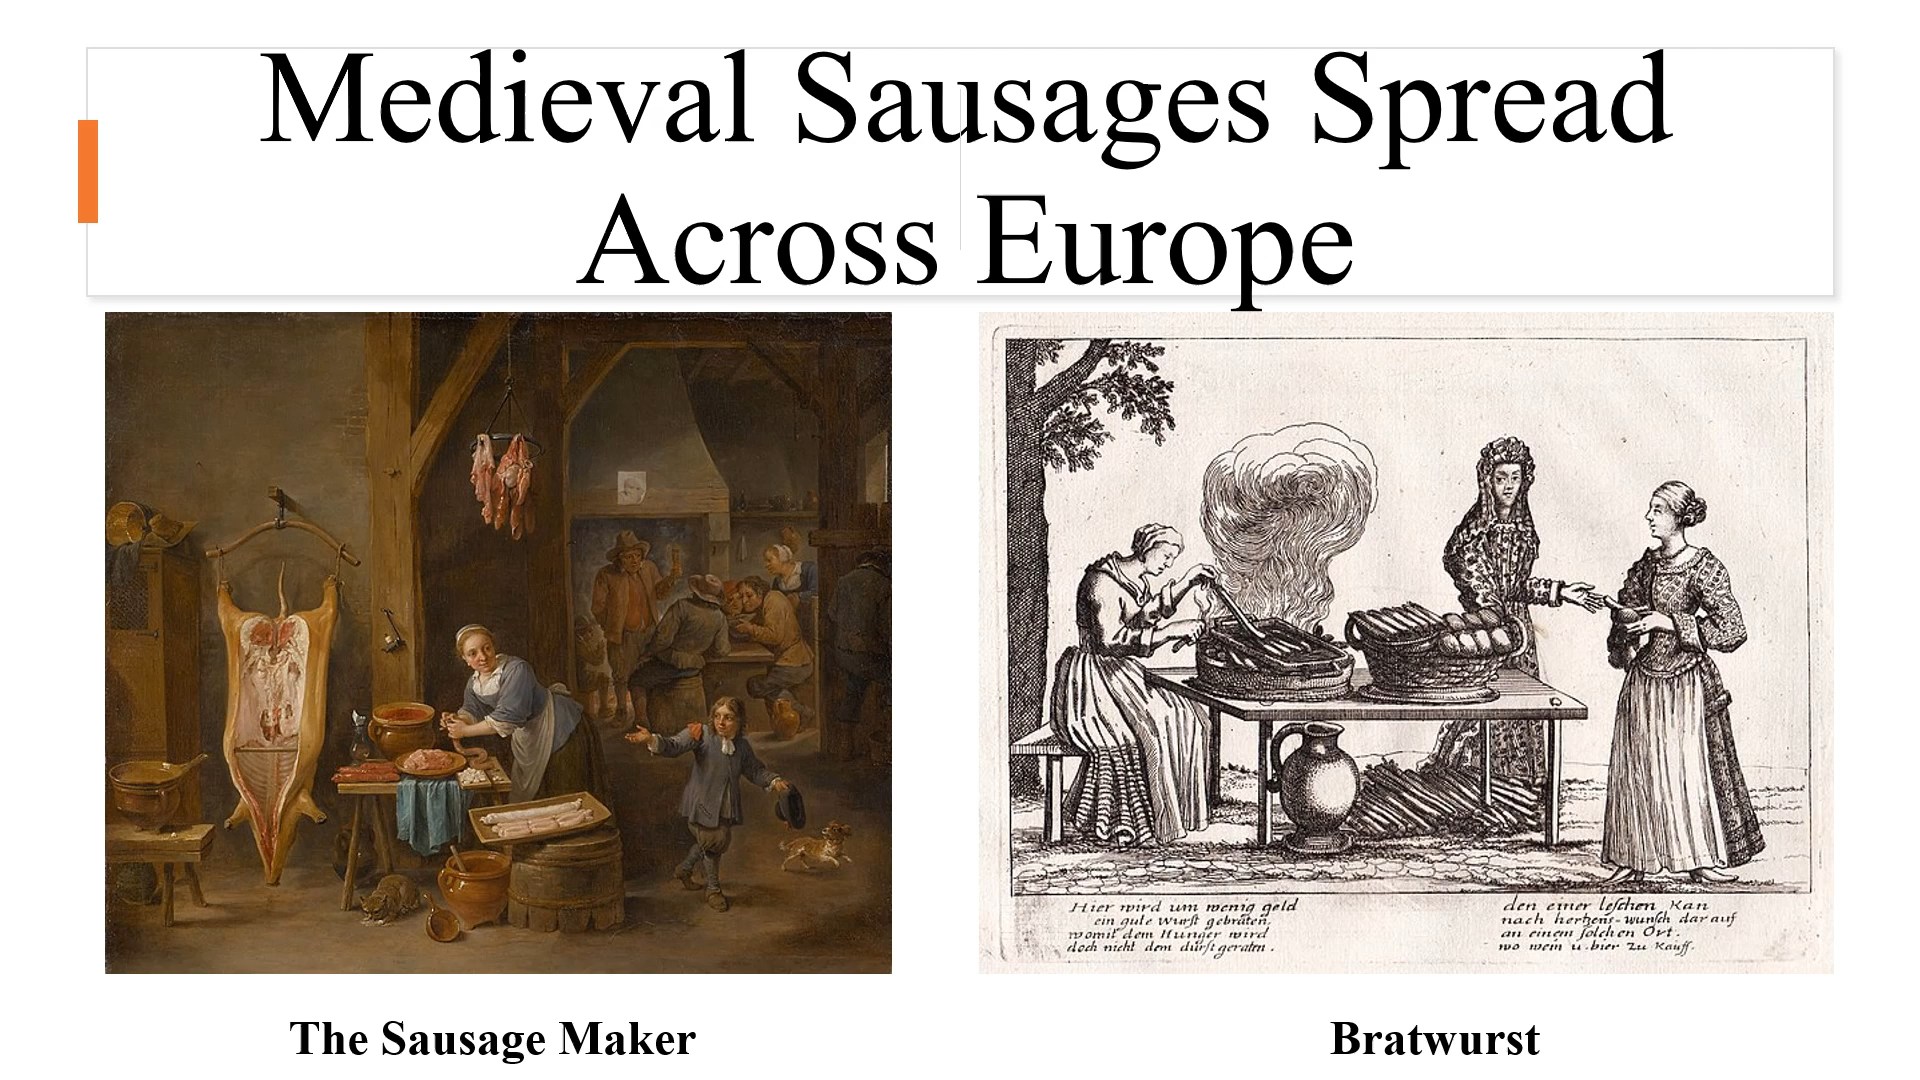 Medieval Sausages Spread
Across Europe
Hier wird um wenig geld
ein gute wurst gebraten,
womit dem Hunger wird
doch nicht dem durst geraten.
den einer leschen Kan
nach hertzens-wunsch darauf
an einem solchen Ort.
wo wein u. bier zu Kauff.
The Sausage Maker
Bratwurst